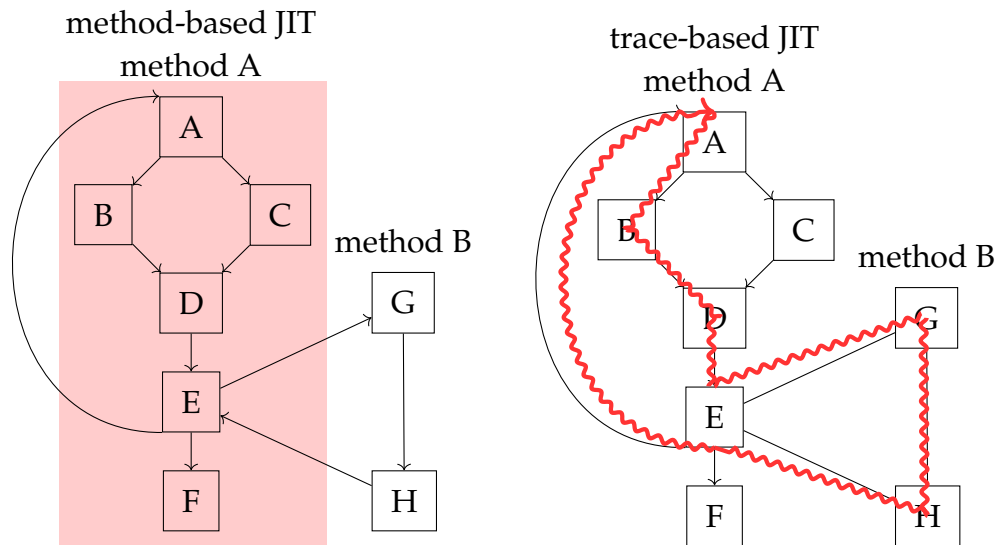 method-based JIT
method A
A
B
C
method B
D
G
E
F
H
trace-based JIT
method A
A
B
C
method B
D
G
E
F
H